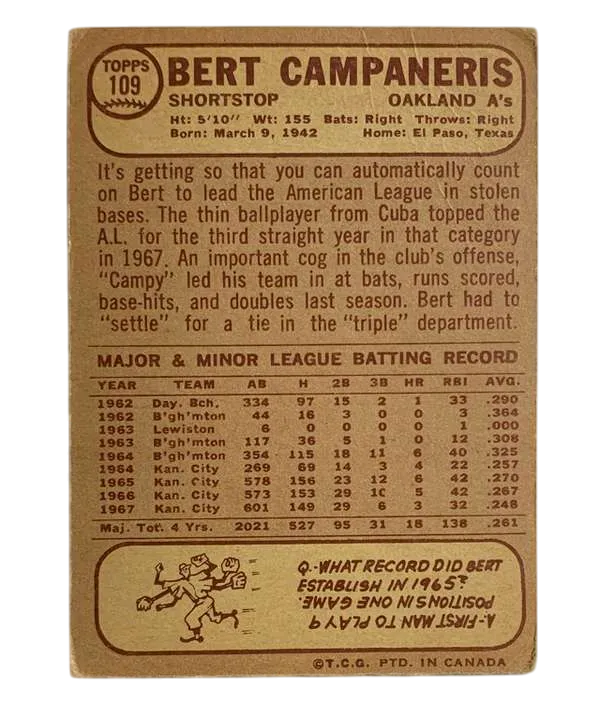 TOPPS
109
BERT CAMPANERIS
SHORTSTOP OAKLAND A's
Ht: 5'10" Wt: 155 Bats: Right Throws: Right
Born: March 9, 1942 Home: El Paso, Texas
It's getting so that you can automatically count
on Bert to lead the American League in stolen
bases. The thin ballplayer from Cuba topped the
A.L. for the third straight year in that category
in 1967. An important cog in the club's offense,
"Campy" led his team in at bats, runs scored,
base-hits, and doubles last season. Bert had to
"settle" for a tie in the "triple" department.
MAJOR & MINOR LEAGUE BATTING RECORD
YEAR TEAM AB H 2B 3B HR RBI AVG.
1962 Day. Bch. 334 97 15 2 1 33 .290
1962 B'gh'mton 44 16 3 0 0 3 .364
1963 Lewiston 6 0 0 0 0 1 .000
1963 B'gh'mton 117 36 5 1 0 12 .308
1964 B'gh'mton 354 115 18 11 6 40 .325
1964 Kan. City 269 69 14 3 4 22 .257
1965 Kan. City 578 156 23 12 6 42 .270
1966 Kan. City 573 153 29 10 5 42 .267
1967 Kan. City 601 149 29 6 3 32 .248
Maj. Tot. 4 Yrs. 2021 527 95 31 18 138 .261
Q.-WHAT RECORD DID BERT
ESTABLISH IN 1965?
A-FIRST MAN TO PLAY 9
POSITIONS IN ONE GAME.
©T.C.G. PTD. IN CANADA